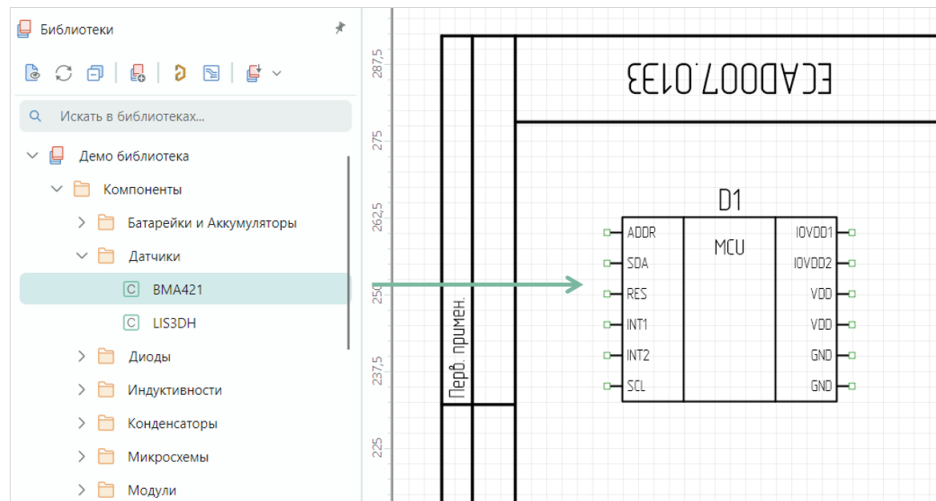 Библиотеки
Искать в библиотеках...
Демо библиотека
Компоненты
Батарейки и Аккумуляторы
Датчики
BMA421
LIS3DH
Диоды
Индуктивности
Конденсаторы
Микросхемы
Модули
287,5
275
262,5
250
237,5
225
Перв. примен.
ECAD007.0133
D1
MCU
ADDR
SDA
RES
INT1
INT2
SCL
IOVDD1
IOVDD2
VDD
VDD
GND
GND